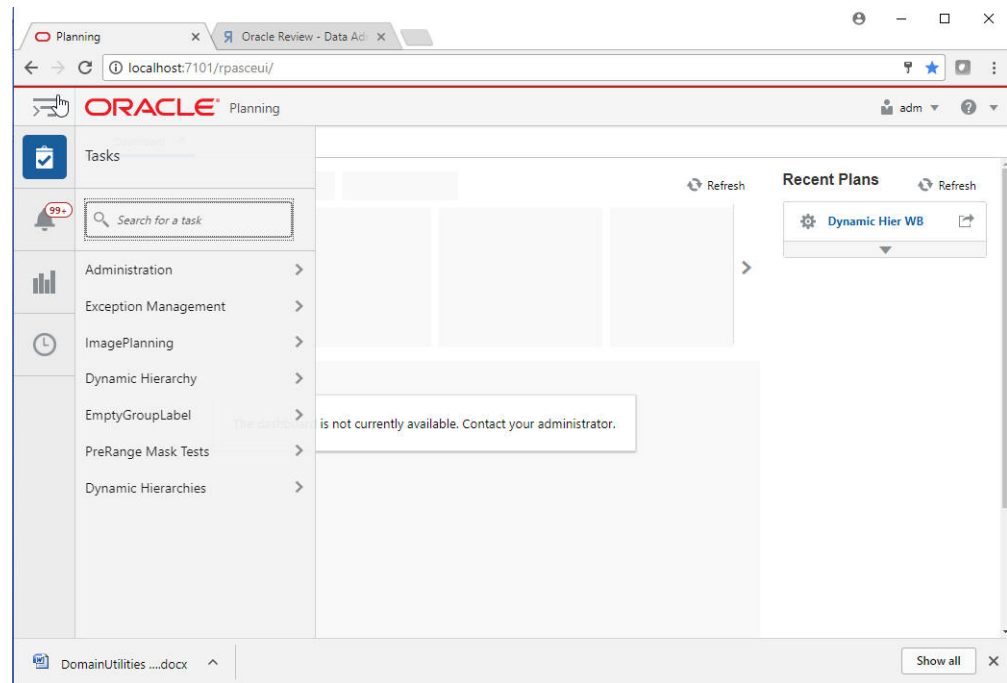 Planning
Я Oracle Review - Data Ad
localhost:7101/rpasceui/
ORACLE Planning
adm
?
Tasks
99+
Search for a task
Administration
Exception Management
ImagePlanning
Dynamic Hierarchy
EmptyGroupLabel
PreRange Mask Tests
Dynamic Hierarchies
Refresh
Recent Plans
Refresh
Dynamic Hier WB
The dashboard is not currently available. Contact your administrator.
DomainUtilities ....docx
Show all